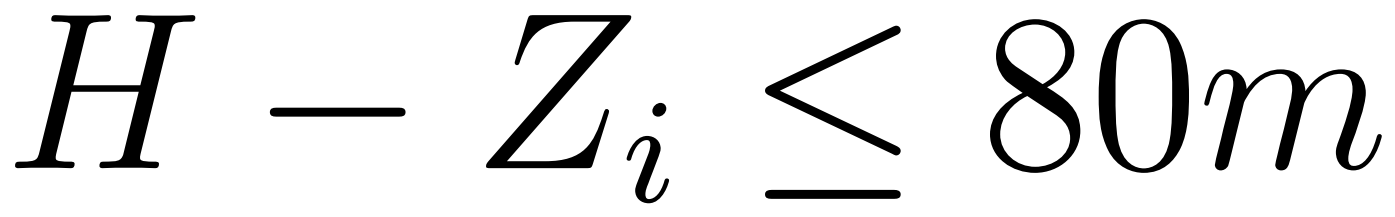 H − Z_i ≤ 80m